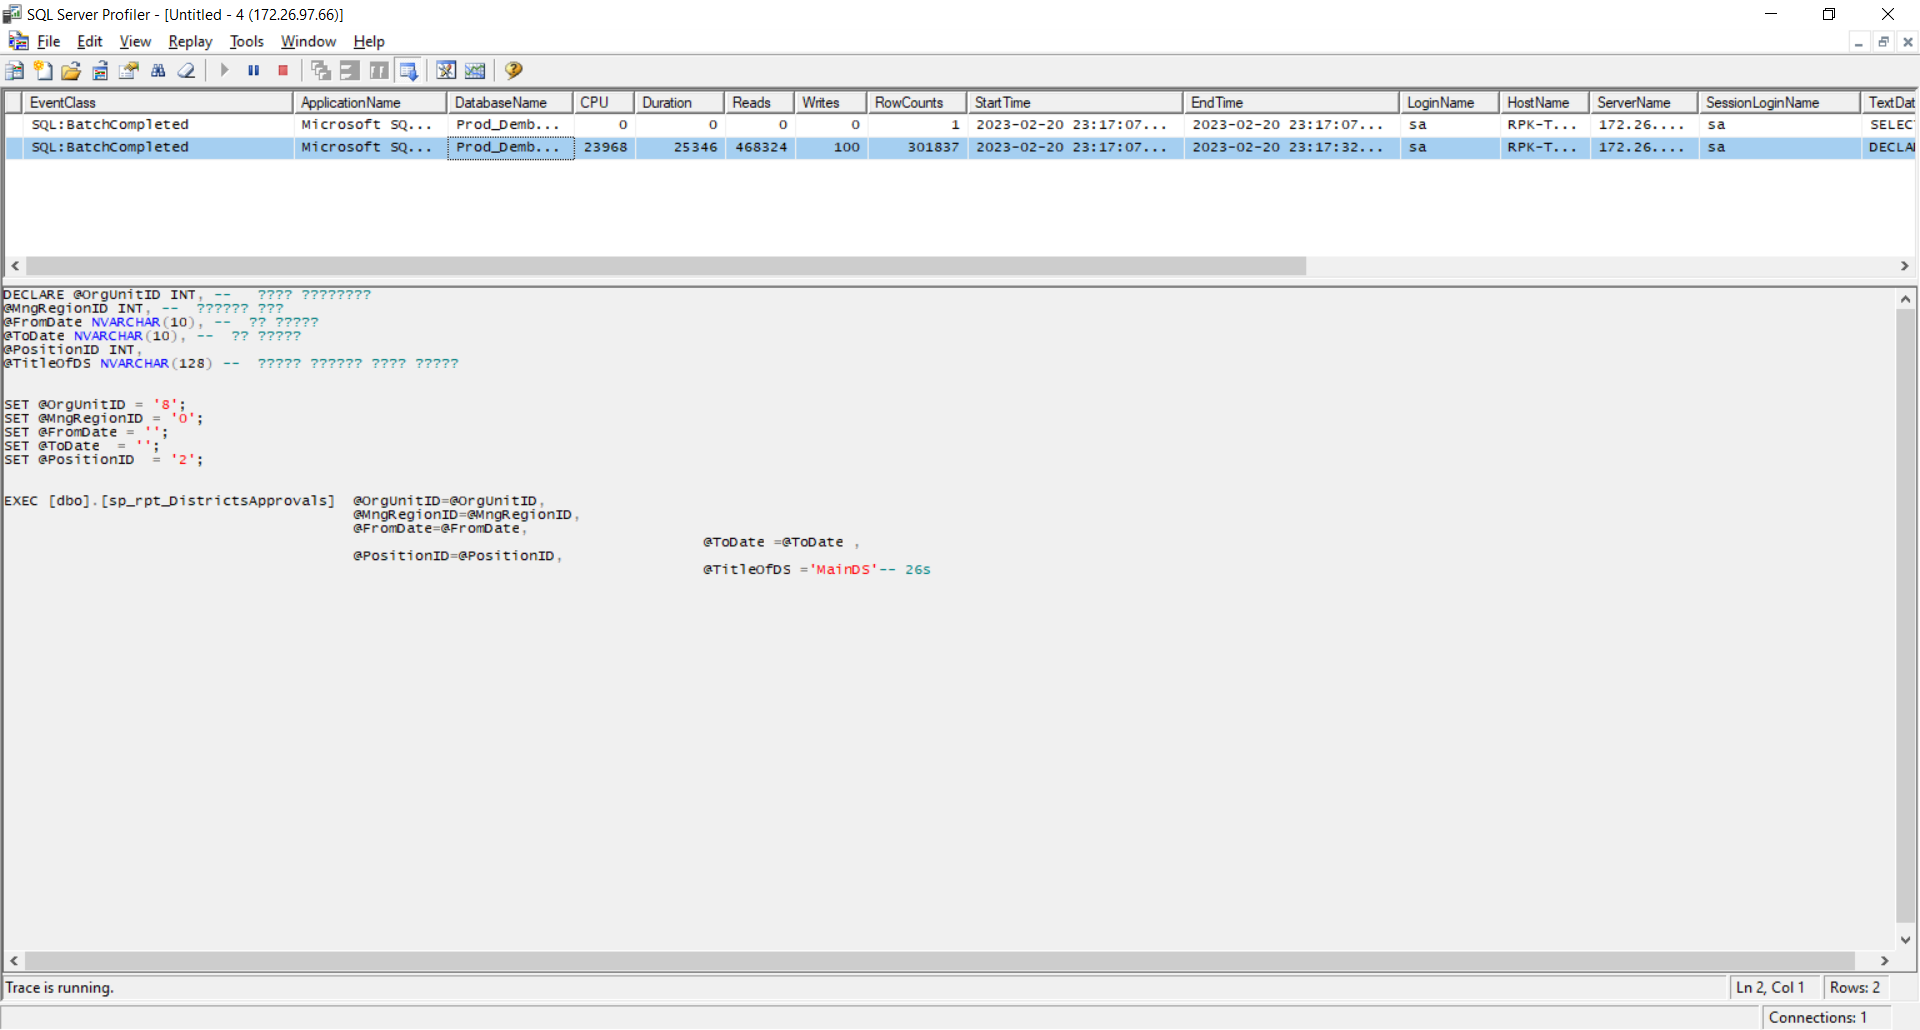 SQL Server Profiler - [Untitled - 4 (172.26.97.66)]
File Edit View Replay Tools Window Help
EventClass ApplicationName DatabaseName CPU Duration Reads Writes RowCounts StartTime EndTime LoginName HostName ServerName SessionLoginName TextDat
SQL:BatchCompleted Microsoft SQ... Prod_Demb... 0 0 0 0 1 2023-02-20 23:17:07... 2023-02-20 23:17:07... sa RPK-T... 172.26.... sa SELEC
SQL:BatchCompleted Microsoft SQ... Prod_Demb... 23968 25346 468324 100 301837 2023-02-20 23:17:07... 2023-02-20 23:17:32... sa RPK-T... 172.26.... sa DECLA
DECLARE @OrgUnitID INT, -- ???? ????????
@MngRegionID INT, -- ?????? ???
@FromDate NVARCHAR(10), -- ?? ?????
@ToDate NVARCHAR(10), -- ?? ?????
@PositionID INT,
@TitleOfDS NVARCHAR(128) -- ????? ?????? ???? ?????
SET @OrgUnitID = '8';
SET @MngRegionID = '0';
SET @FromDate = '';
SET @ToDate = '';
SET @PositionID = '2';
EXEC [dbo].[sp_rpt_DistrictsApprovals] @OrgUnitID=@OrgUnitID,
@MngRegionID=@MngRegionID,
@FromDate=@FromDate,
@ToDate =@ToDate ,
@PositionID=@PositionID,
@TitleOfDS ='MainDS'-- 26s
Trace is running.
Ln 2, Col 1
Rows: 2
Connections: 1